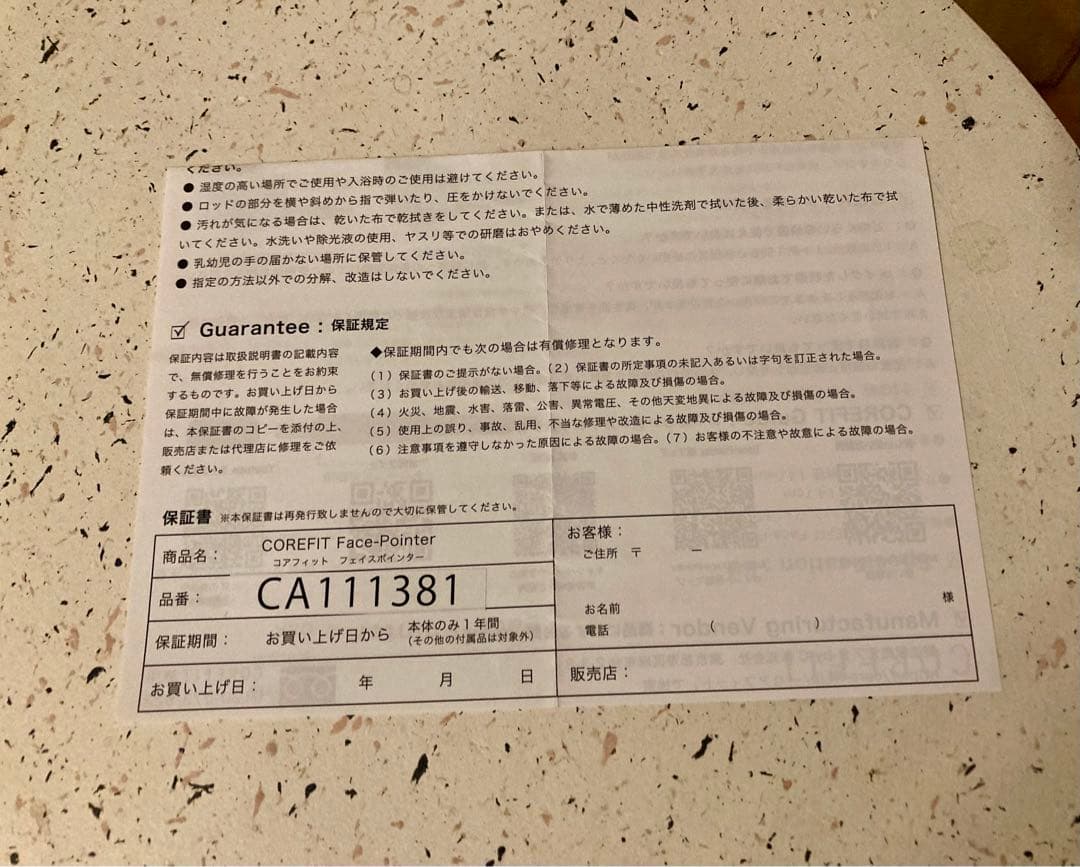 ください。
● 湿度の高い場所でご使用や入浴時のご使用は避けてください。
● ロッドの部分を横や斜めから指で弾いたり、圧をかけないでください。
● 汚れが気になる場合は、乾いた布で乾拭きをしてください。または、水で薄めた中性洗剤で拭いた後、柔らかい乾いた布で拭
いてください。水洗いや除光液の使用、ヤスリ等での研磨はおやめください。
● 乳幼児の手の届かない場所に保管してください。
● 指定の方法以外での分解、改造はしないでください。
☑ Guarantee : 保証規定
保証内容は取扱説明書の記載内容
で、無償修理を行うことをお約束
するものです。お買い上げ日から
保証期間中に故障が発生した場合
は、本保証書のコピーを添付の上、
販売店または代理店に修理をご依
頼ください。
◆保証期間内でも次の場合は有償修理となります。
（1）保証書のご提示がない場合。（2）保証書の所定事項の未記入あるいは字句を訂正された場合。
（3）お買い上げ後の輸送、移動、落下等による故障及び損傷の場合。
（4）火災、地震、水害、落雷、公害、異常電圧、その他天変地異による故障及び損傷の場合。
（5）使用上の誤り、事故、乱用、不当な修理や改造による故障及び損傷の場合。
（6）注意事項を遵守しなかった原因による故障の場合。（7）お客様の不注意や故意による故障の場合。
保証書 ※本保証書は再発行致しませんので大切に保管してください。
商品名： COREFIT Face-Pointer
コアフィット フェイスポインター
品番： CA111381
保証期間： お買い上げ日から 本体のみ1年間
（その他の付属品は対象外）
お買い上げ日： 年 月 日
お客様：
ご住所 〒 −
お名前 様
電話 （ ）
販売店：